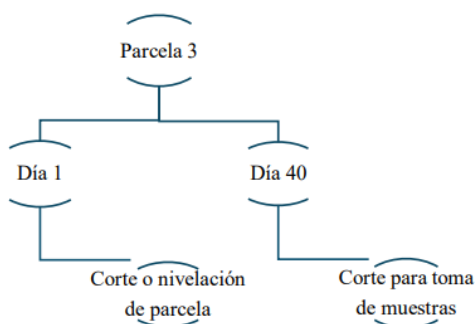 Parcela 3
Día 1
Día 40
Corte o nivelación
de parcela
Corte para toma
de muestras